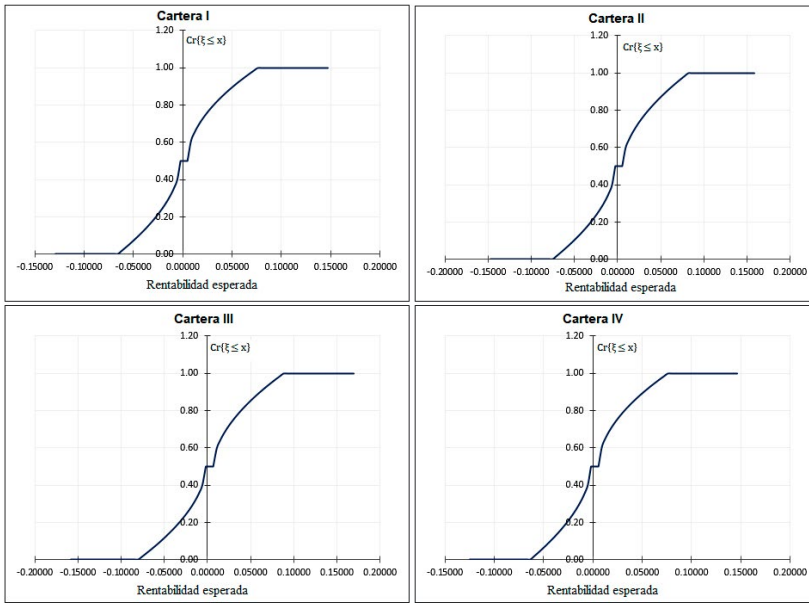 Cartera I
Cr{ξ ≤ x}
1.20
1.00
0.80
0.60
0.40
0.20
0.00
-0.15000 -0.10000 -0.05000 0.00000 0.05000 0.10000 0.15000 0.20000
Rentabilidad esperada
Cartera II
Cr{ξ ≤ x}
1.20
1.00
0.80
0.60
0.40
0.20
0.00
-0.20000 -0.15000 -0.10000 -0.05000 0.00000 0.05000 0.10000 0.15000 0.20000
Rentabilidad esperada
Cartera III
Cr{ξ ≤ x}
1.20
1.00
0.80
0.60
0.40
0.20
0.00
-0.20000 -0.15000 -0.10000 -0.05000 0.00000 0.05000 0.10000 0.15000 0.20000
Rentabilidad esperada
Cartera IV
Cr{ξ ≤ x}
1.20
1.00
0.80
0.60
0.40
0.20
0.00
-0.15000 -0.10000 -0.05000 0.00000 0.05000 0.10000 0.15000 0.20000
Rentabilidad esperada